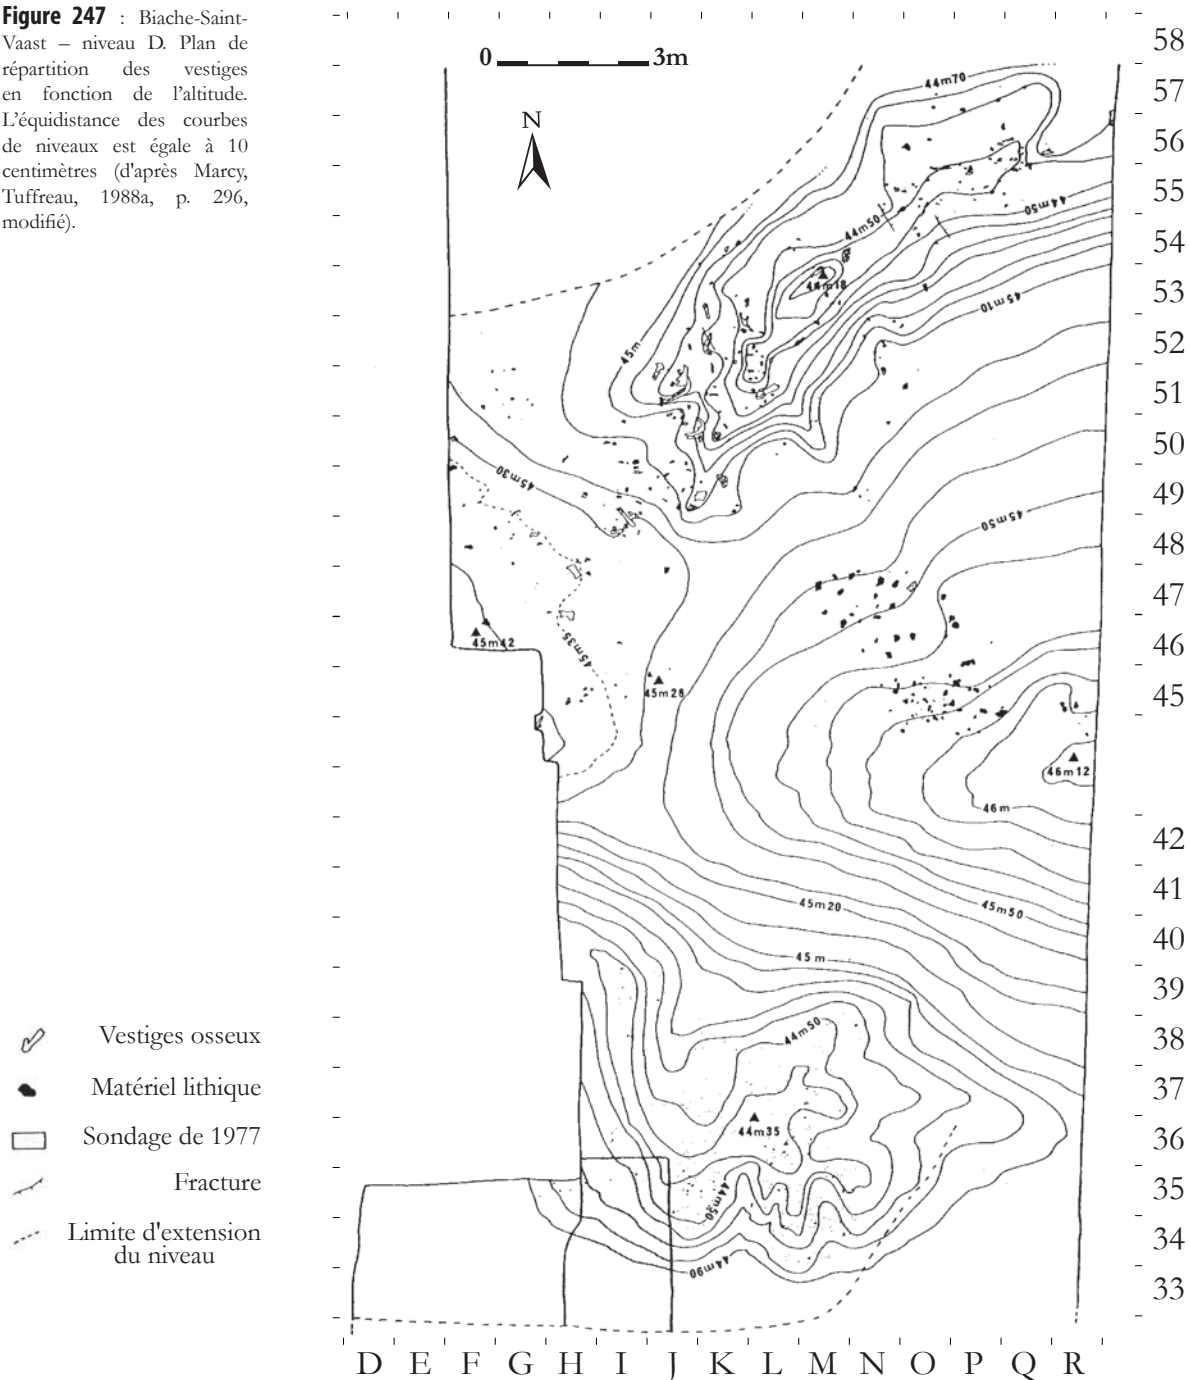 Figure 247 : Biache-Saint-
Vaast – niveau D. Plan de
répartition des vestiges
en fonction de l'altitude.
L'équidistance des courbes
de niveaux est égale à 10
centimètres (d'après Marcy,
Tuffreau, 1988a, p. 296,
modifié).
0 3m
N
58
57
56
55
54
53
52
51
50
49
48
47
46
45
42
41
40
39
38
37
36
35
34
33
44m70
44m50
44m50
44m18
45m10
45m
45m30
45m50
45m35
45m42
45m26
46m12
46m
45m20
45m50
45m
44m50
44m35
44m50
44m90
Vestiges osseux
Matériel lithique
Sondage de 1977
Fracture
Limite d'extension
du niveau
D E F G H I J K L M N O P Q R